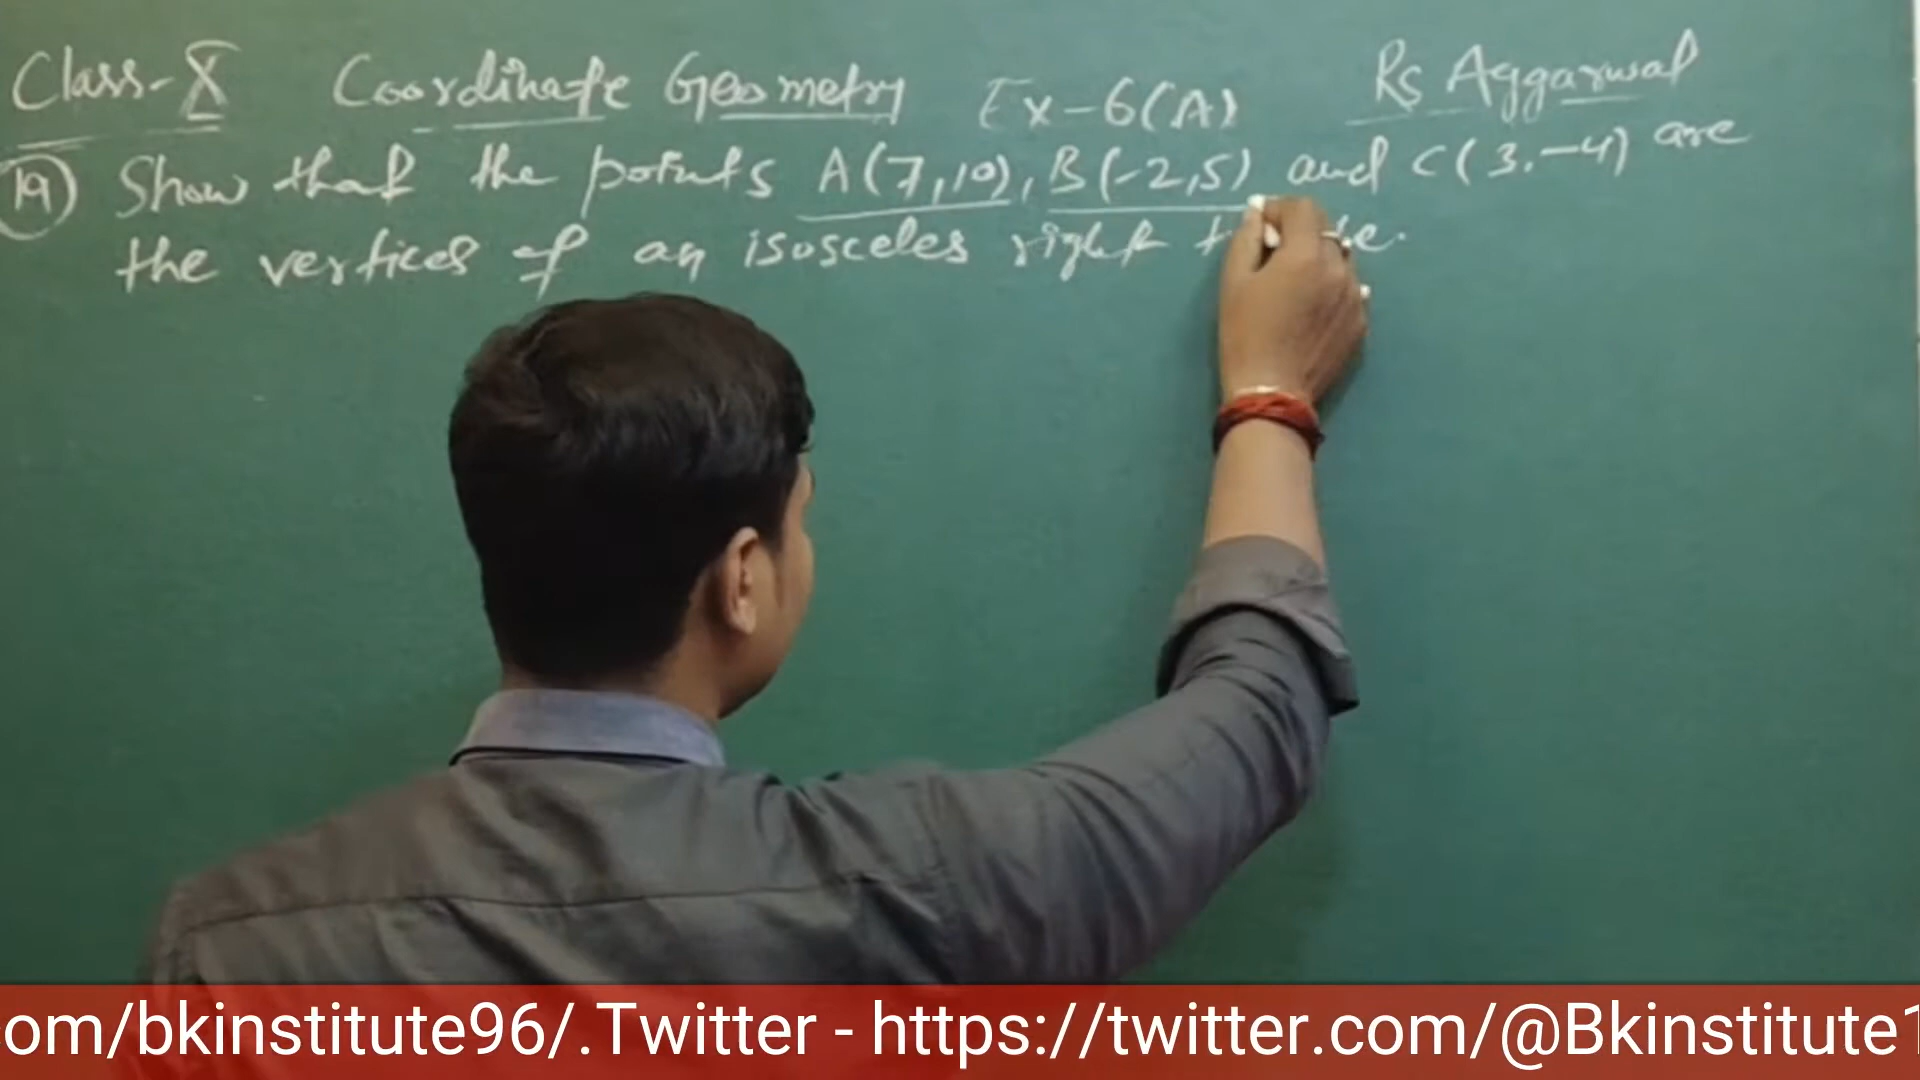 Class-X Coordinate Geometry Ex-6(A) Rs Aggarwal
19 Show that the points A(7,10), B(-2,5) and C(3,-4) are
the vertices of an isosceles right
com/bkinstitute96/.Twitter - https://twitter.com/@Bkinstitute1